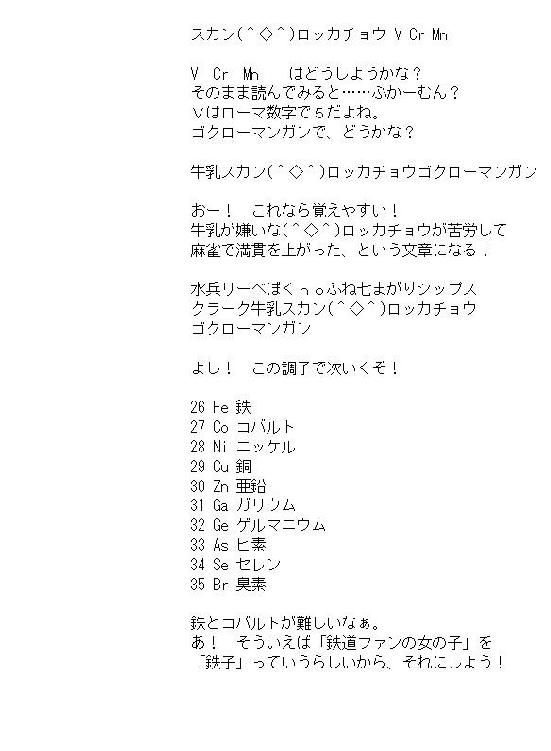 スカン(＾◇＾)ロッカチョウ V Cr Mn
V Cr Mn はどうしようかな？
そのまま読んでみると……ぶかーむん？
Ｖはローマ数字で５だよね。
ゴクローマンガンで、どうかな？
牛乳スカン(＾◇＾)ロッカチョウゴクローマンガン
おー！ これなら覚えやすい！
牛乳が嫌いな(＾◇＾)ロッカチョウが苦労して
麻雀で満貫を上がった、という文章になる．
水兵リーベぼくっｏふね七まがりシップス
クラーク牛乳スカン(＾◇＾)ロッカチョウ
ゴクローマンガン
よし！ この調子で次いくぞ！
26 Fe 鉄
27 Co コバルト
28 Ni ニッケル
29 Cu 銅
30 Zn 亜鉛
31 Ga ガリウム
32 Ge ゲルマニウム
33 As ヒ素
34 Se セレン
35 Br 臭素
鉄とコバルトが難しいなぁ。
あ！ そういえば「鉄道ファンの女の子」を
「鉄子」っていうらしいから、それにしよう！